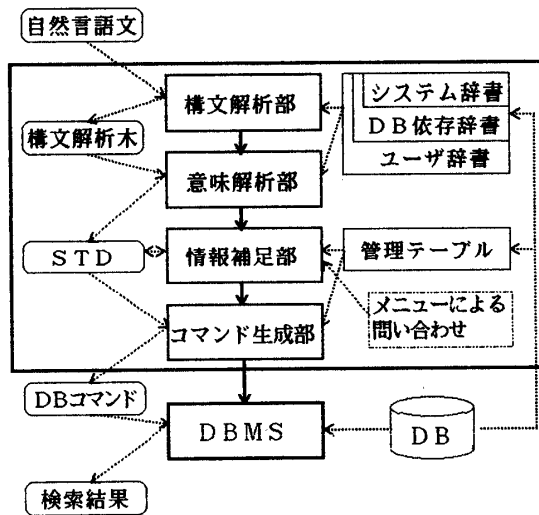 自然言語文
構文解析部
システム辞書
DB依存辞書
ユーザ辞書
構文解析木
意味解析部
STD
情報補足部
管理テーブル
メニューによる
問い合わせ
コマンド生成部
DBコマンド
DBMS
DB
検索結果